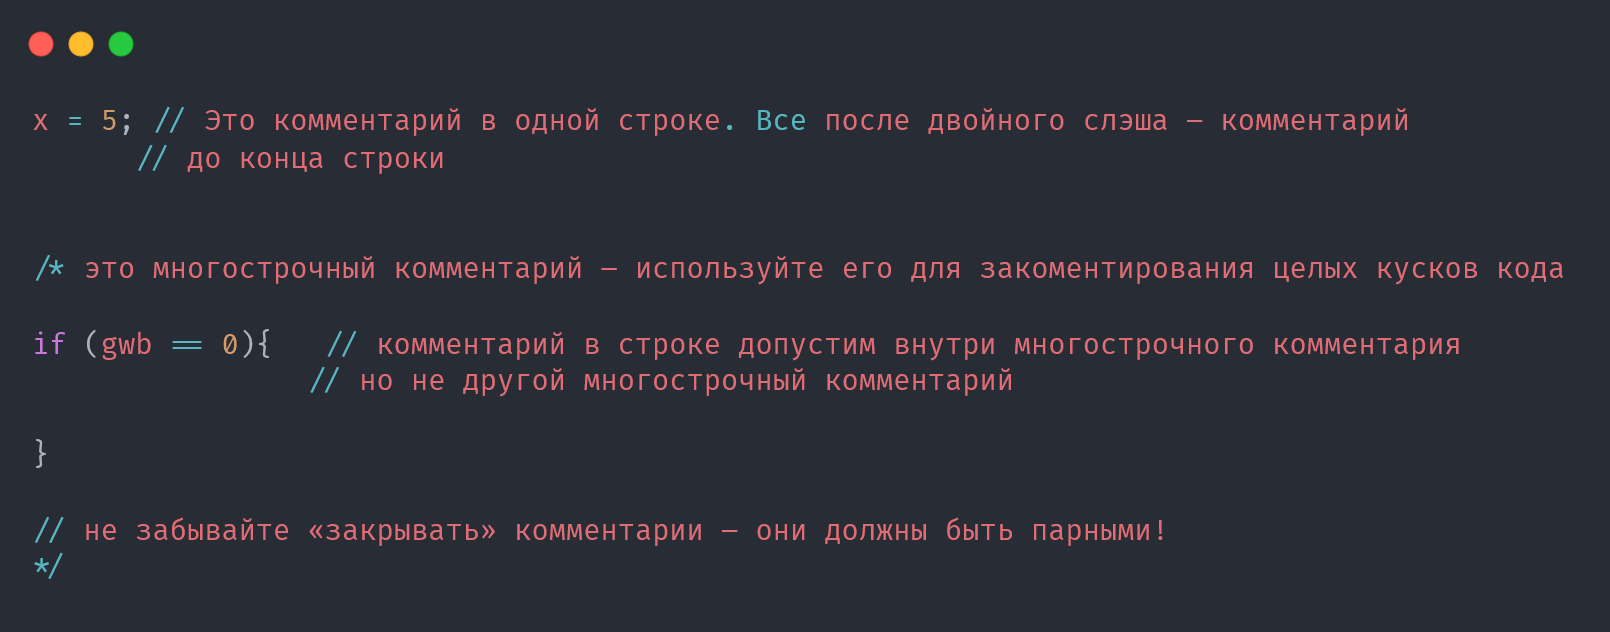 x = 5; // Это комментарий в одной строке. Все после двойного слэша – комментарий
// до конца строки
/* это многострочный комментарий – используйте его для закоментирования целых кусков кода
if (gwb == 0){ // комментарий в строке допустим внутри многострочного комментария
// но не другой многострочный комментарий
}
// не забывайте «закрывать» комментарии – они должны быть парными!
*/